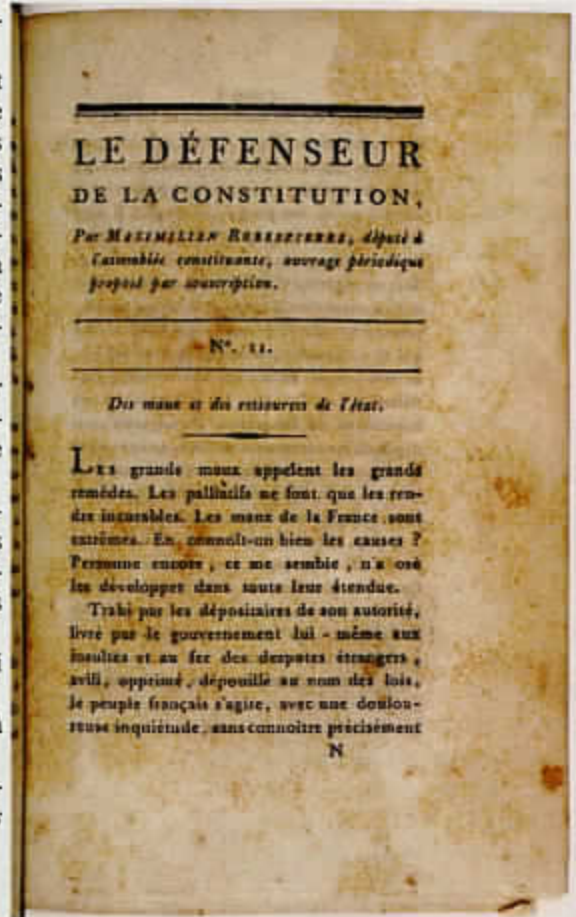 LE DÉFENSEUR
DE LA CONSTITUTION,
Par MAXIMILIEN ROBESPIERRE, député à
l'assemblée constituante, ouvrage périodique
proposé par souscription.
N°. 11.
Des maux et des ressources de l'état.
LES grands maux appelent les grands
remèdes. Les palliatifs ne font que les ren-
dre incurables. Les maux de la France sont
extrêmes. En connoît-on bien les causes ?
Personne encore, ce me semble, n'a osé
les développer dans toute leur étendue.
Trahi par les dépositaires de son autorité,
livré par le gouvernement lui-même aux
insultes et au fer des despotes étrangers,
avili, opprimé, dépouillé au nom des lois,
le peuple français s'agite, avec une doulou-
reuse inquiétude, sans connoître précisément
N